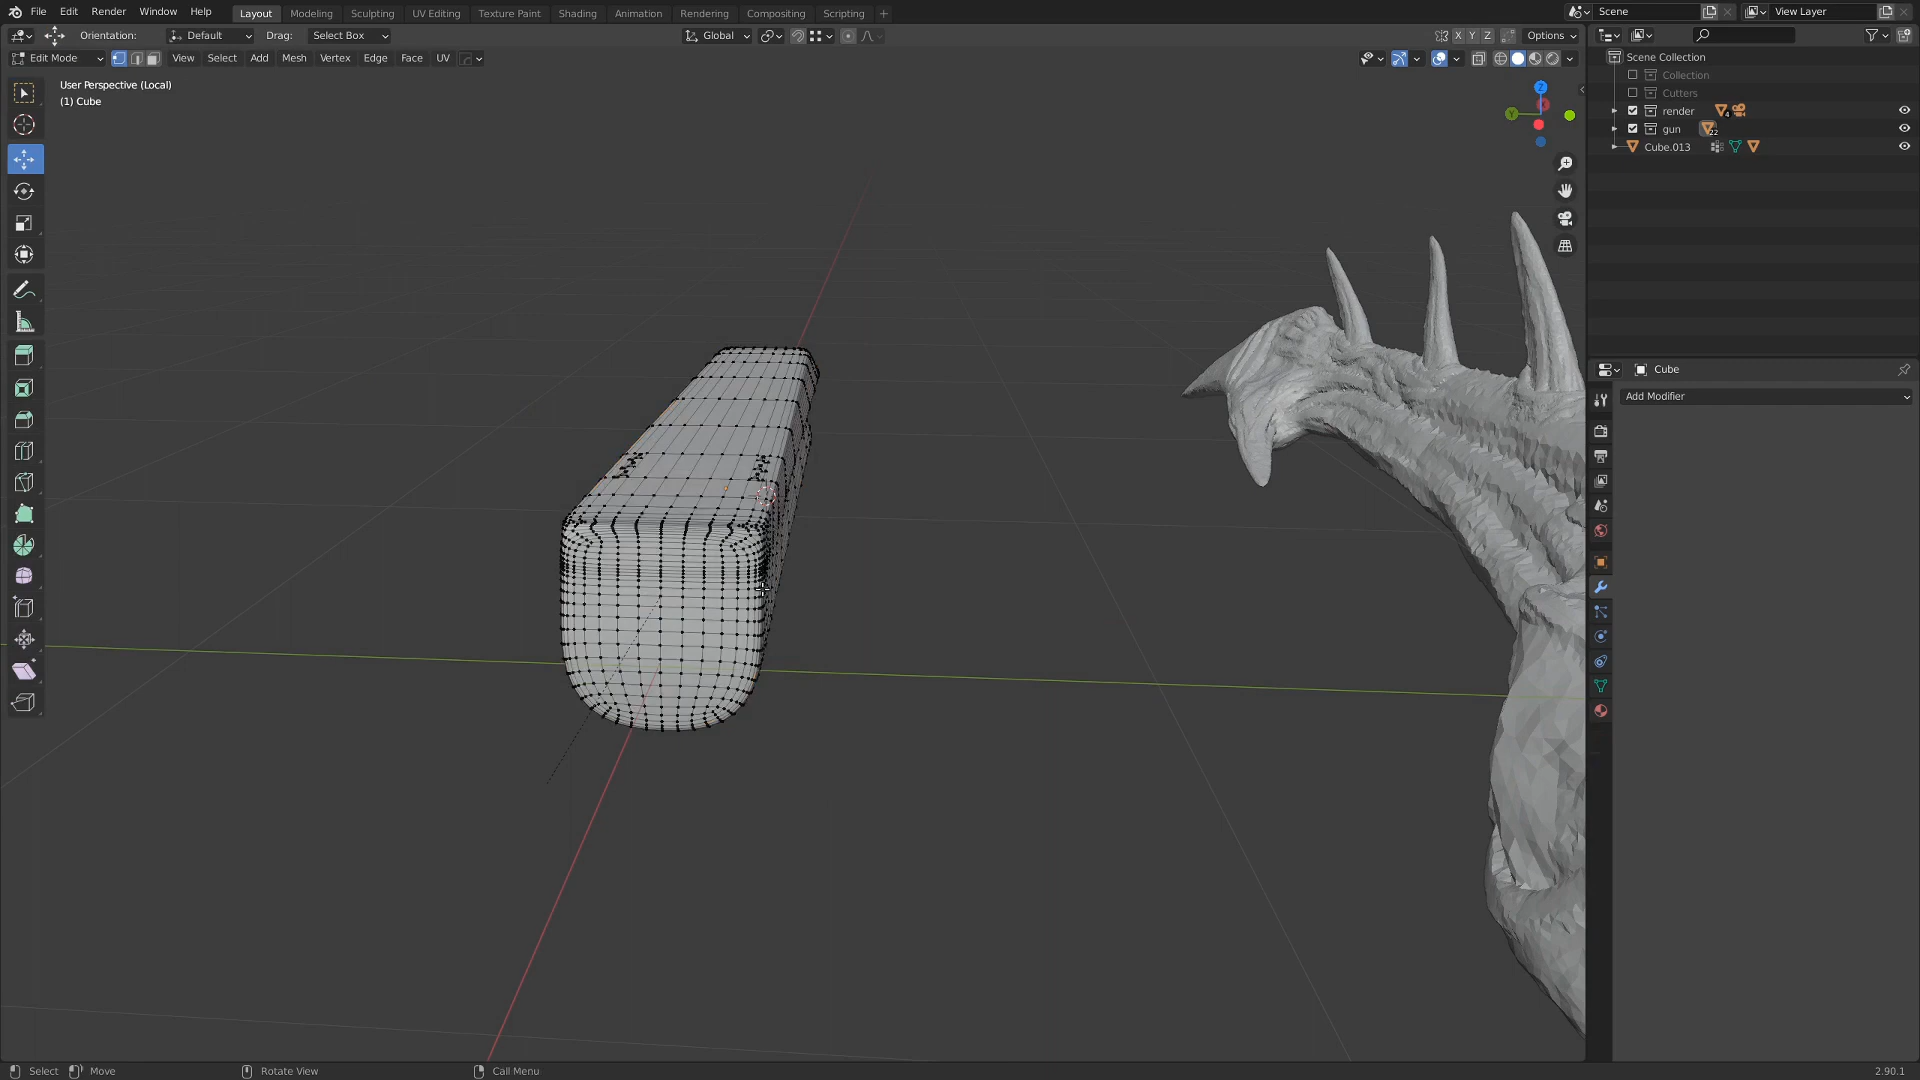 File Edit Render Window Help Layout Modeling Sculpting UV Editing Texture Paint Shading Animation Rendering Compositing Scripting + Scene View Layer
Orientation: Default Drag: Select Box Global X Y Z Options
Edit Mode View Select Add Mesh Vertex Edge Face UV
User Perspective (Local)
(1) Cube
Z
Y
Scene Collection
Collection
Cutters
render 4
gun 22
Cube.013
Cube
Add Modifier
Select Move Rotate View Call Menu 2.90.1